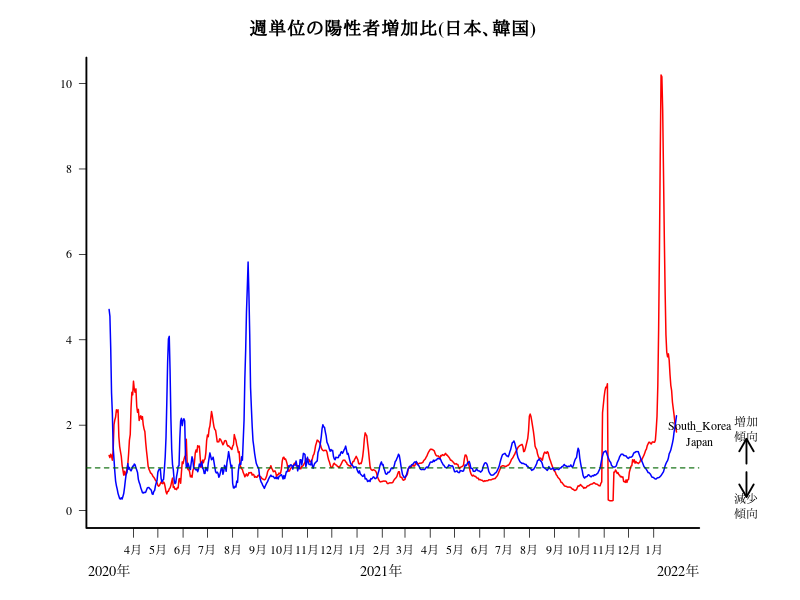 週単位の陽性者増加比(日本、韓国)
10
8
6
4
2
0
South_Korea
Japan
増加
傾向
減少
傾向
4月 5月 6月 7月 8月 9月 10月 11月 12月 1月 2月 3月 4月 5月 6月 7月 8月 9月 10月 11月 12月 1月
2020年 2021年 2022年